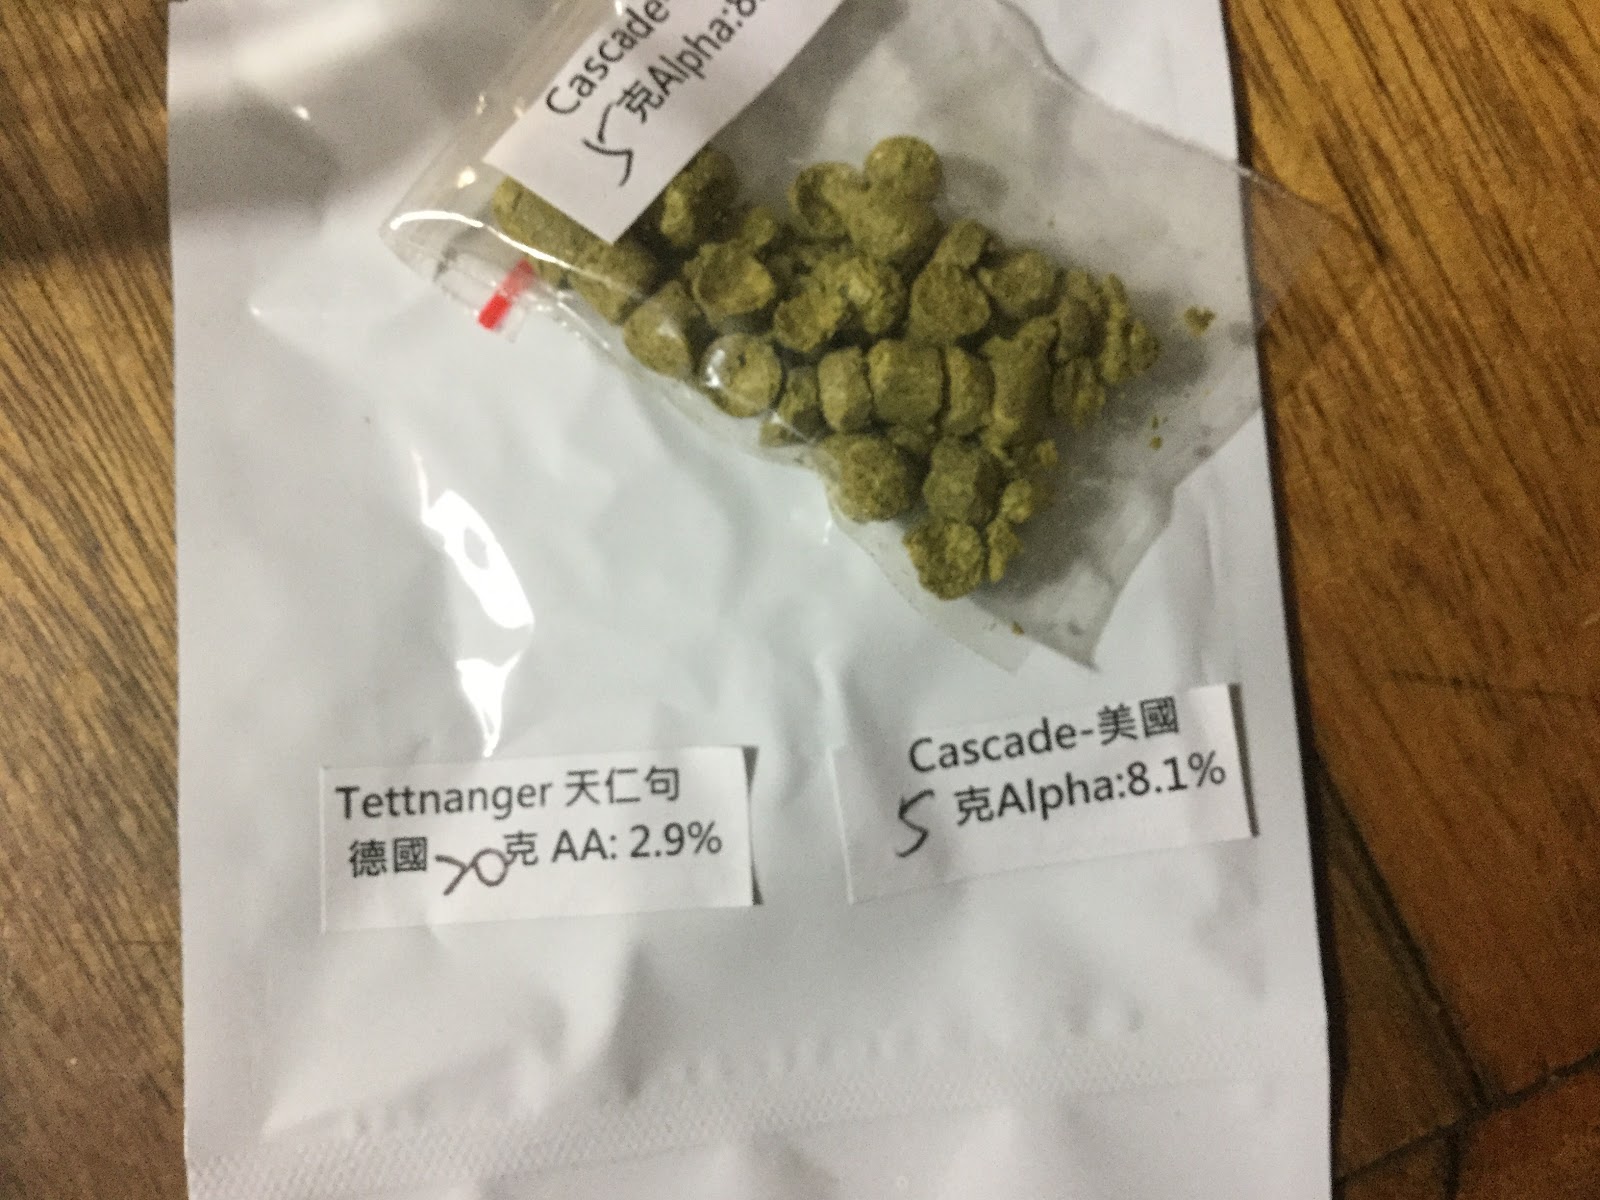 Cascade-
5 克Alpha:8.
Tettnanger 天仁句
德國 20 克 AA: 2.9%
Cascade-美國
5 克Alpha:8.1%